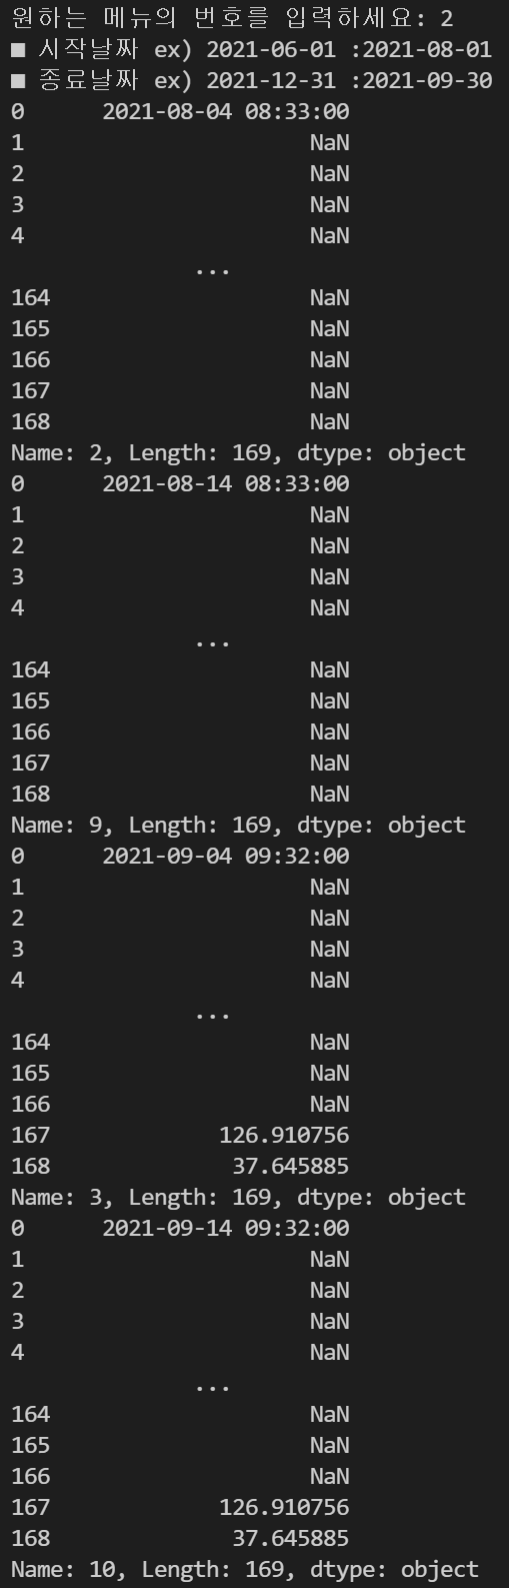 원하는 메뉴의 번호를 입력하세요: 2
■ 시작날짜 ex) 2021-06-01 :2021-08-01
■ 종료날짜 ex) 2021-12-31 :2021-09-30
0      2021-08-04 08:33:00
1                      NaN
2                      NaN
3                      NaN
4                      NaN
              ...
164                    NaN
165                    NaN
166                    NaN
167                    NaN
168                    NaN
Name: 2, Length: 169, dtype: object
0      2021-08-14 08:33:00
1                      NaN
2                      NaN
3                      NaN
4                      NaN
              ...
164                    NaN
165                    NaN
166                    NaN
167                    NaN
168                    NaN
Name: 9, Length: 169, dtype: object
0      2021-09-04 09:32:00
1                      NaN
2                      NaN
3                      NaN
4                      NaN
              ...
164                    NaN
165                    NaN
166                    NaN
167             126.910756
168              37.645885
Name: 3, Length: 169, dtype: object
0      2021-09-14 09:32:00
1                      NaN
2                      NaN
3                      NaN
4                      NaN
              ...
164                    NaN
165                    NaN
166                    NaN
167             126.910756
168              37.645885
Name: 10, Length: 169, dtype: object